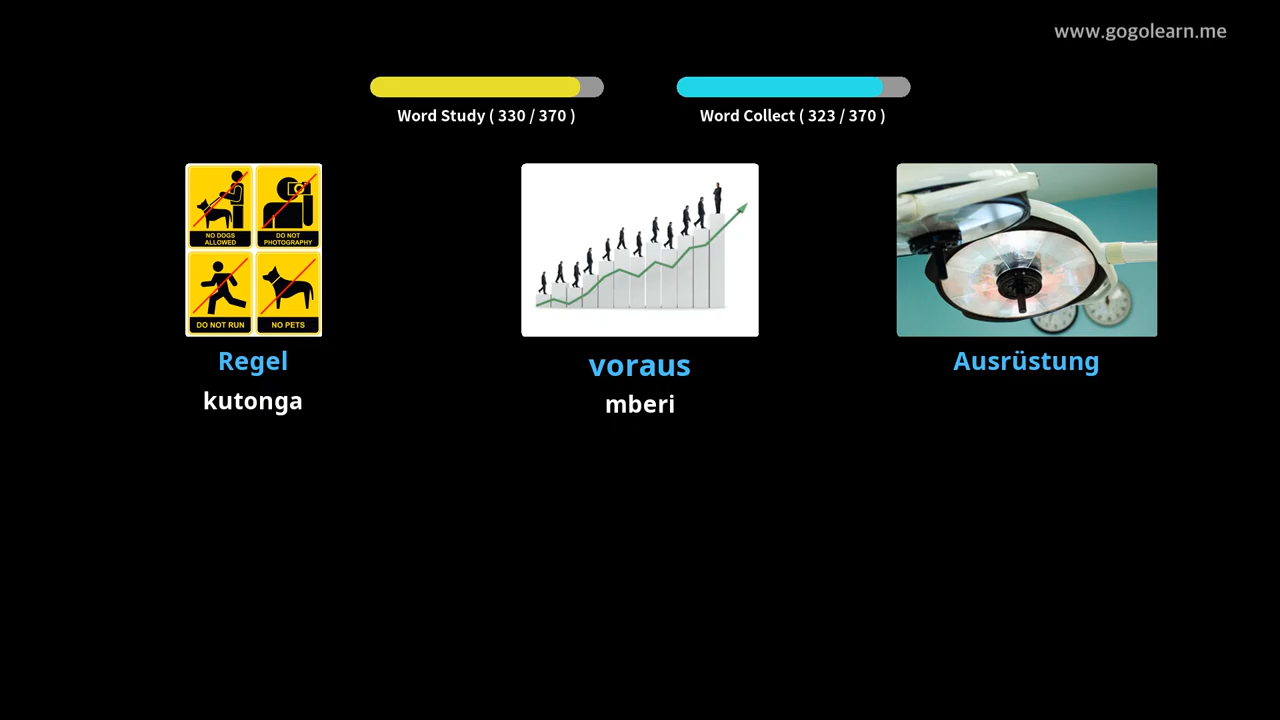 www.gogolearn.me
Word Study ( 330 / 370 )
Word Collect ( 323 / 370 )
NO DOGS
ALLOWED
DO NOT
PHOTOGRAPHY
DO NOT RUN
NO PETS
Regel
kutonga
voraus
mberi
Ausrüstung